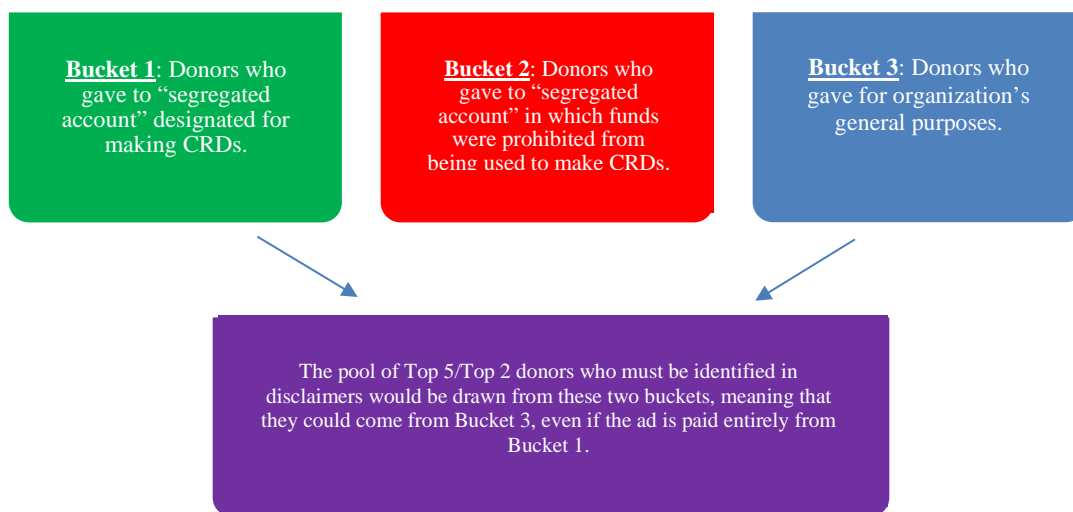 Bucket 1: Donors who
gave to “segregated
account” designated for
making CRDs.
Bucket 2: Donors who
gave to “segregated
account” in which funds
were prohibited from
being used to make CRDs.
Bucket 3: Donors who
gave for organization’s
general purposes.
The pool of Top 5/Top 2 donors who must be identified in
disclaimers would be drawn from these two buckets, meaning that
they could come from Bucket 3, even if the ad is paid entirely from
Bucket 1.